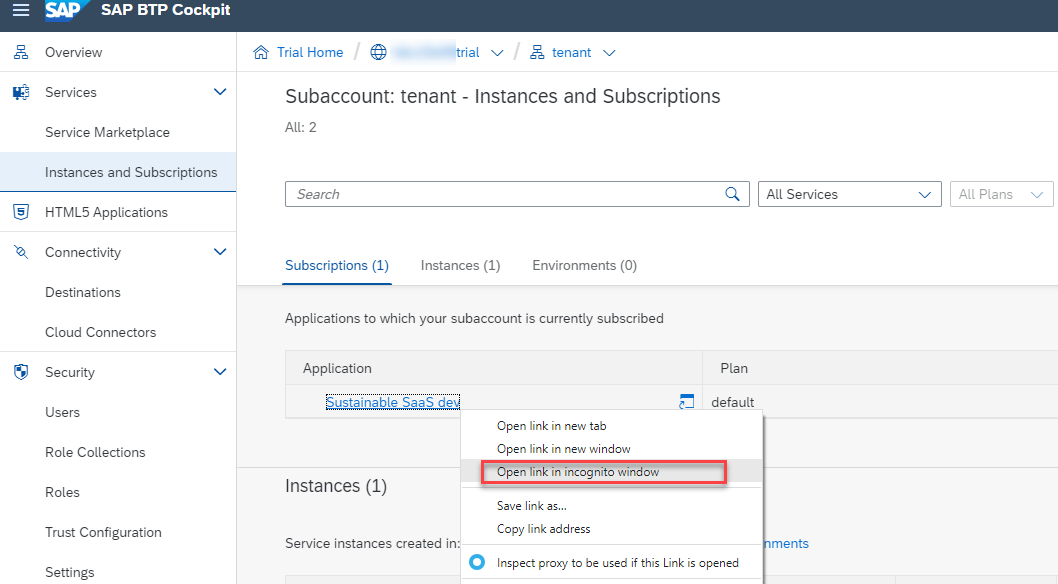 SAP SAP BTP Cockpit
Overview
Services
Service Marketplace
Instances and Subscriptions
HTML5 Applications
Connectivity
Destinations
Cloud Connectors
Security
Users
Role Collections
Roles
Trust Configuration
Settings
Trial Home / trial / tenant
Subaccount: tenant - Instances and Subscriptions
All: 2
Search All Services All Plans
Subscriptions (1) Instances (1) Environments (0)
Applications to which your subaccount is currently subscribed
Application Plan
Sustainable SaaS dev default
Open link in new tab
Open link in new window
Open link in incognito window
Save link as...
Copy link address
Inspect proxy to be used if this Link is opened
Instances (1)
Service instances created in: nments